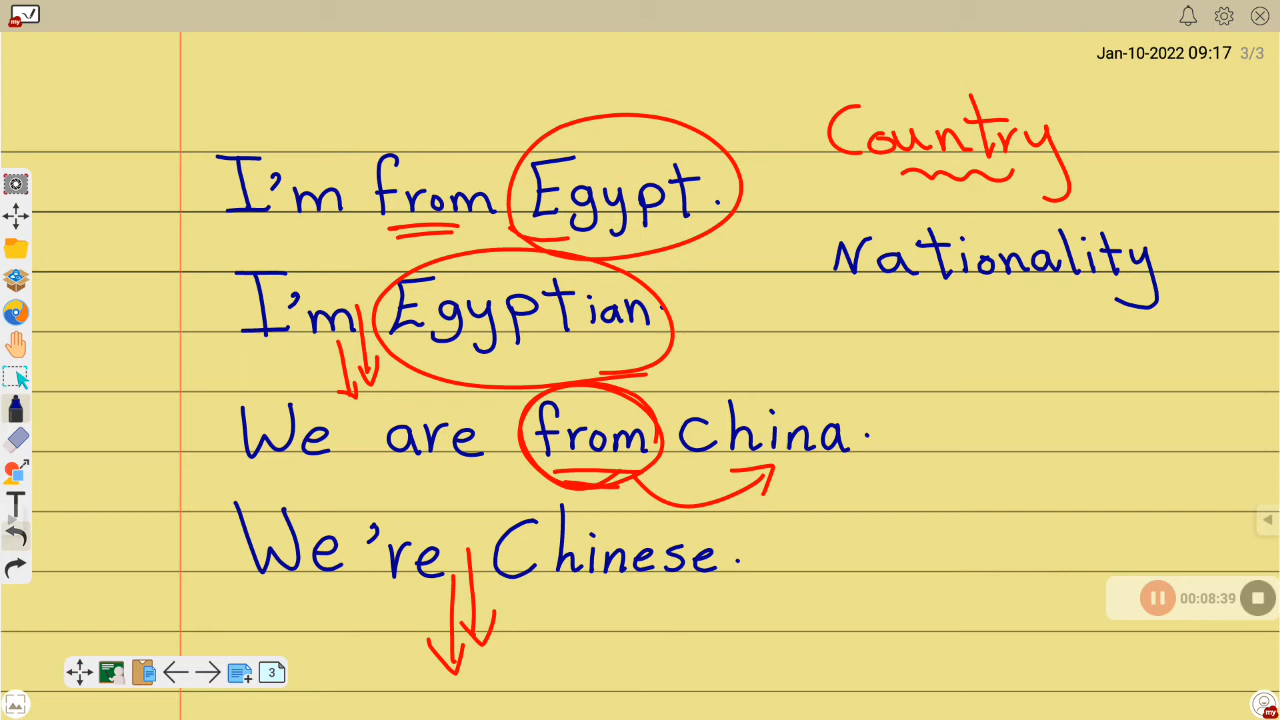 Jan-10-2022 09:17 3/3
Country
I'm from Egypt.
Nationality
I'm Egyptian.
We are from China.
We're Chinese.
00:08:39
3